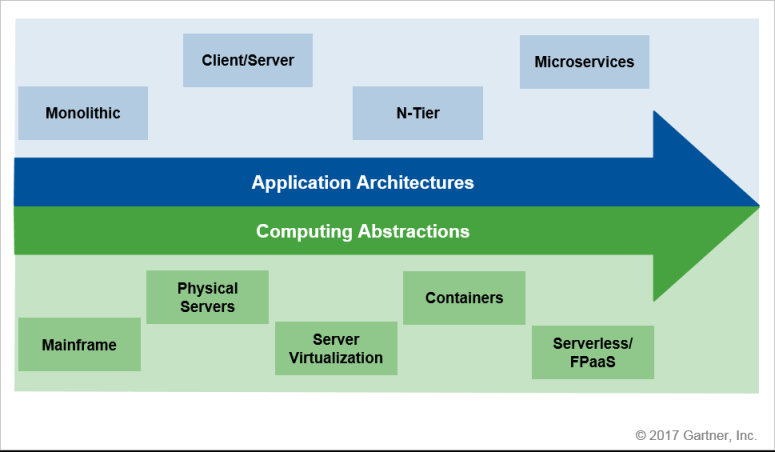 Client/Server
Microservices
Monolithic
N-Tier
Application Architectures
Computing Abstractions
Physical
Servers
Containers
Mainframe
Server
Virtualization
Serverless/
FPaaS
© 2017 Gartner, Inc.